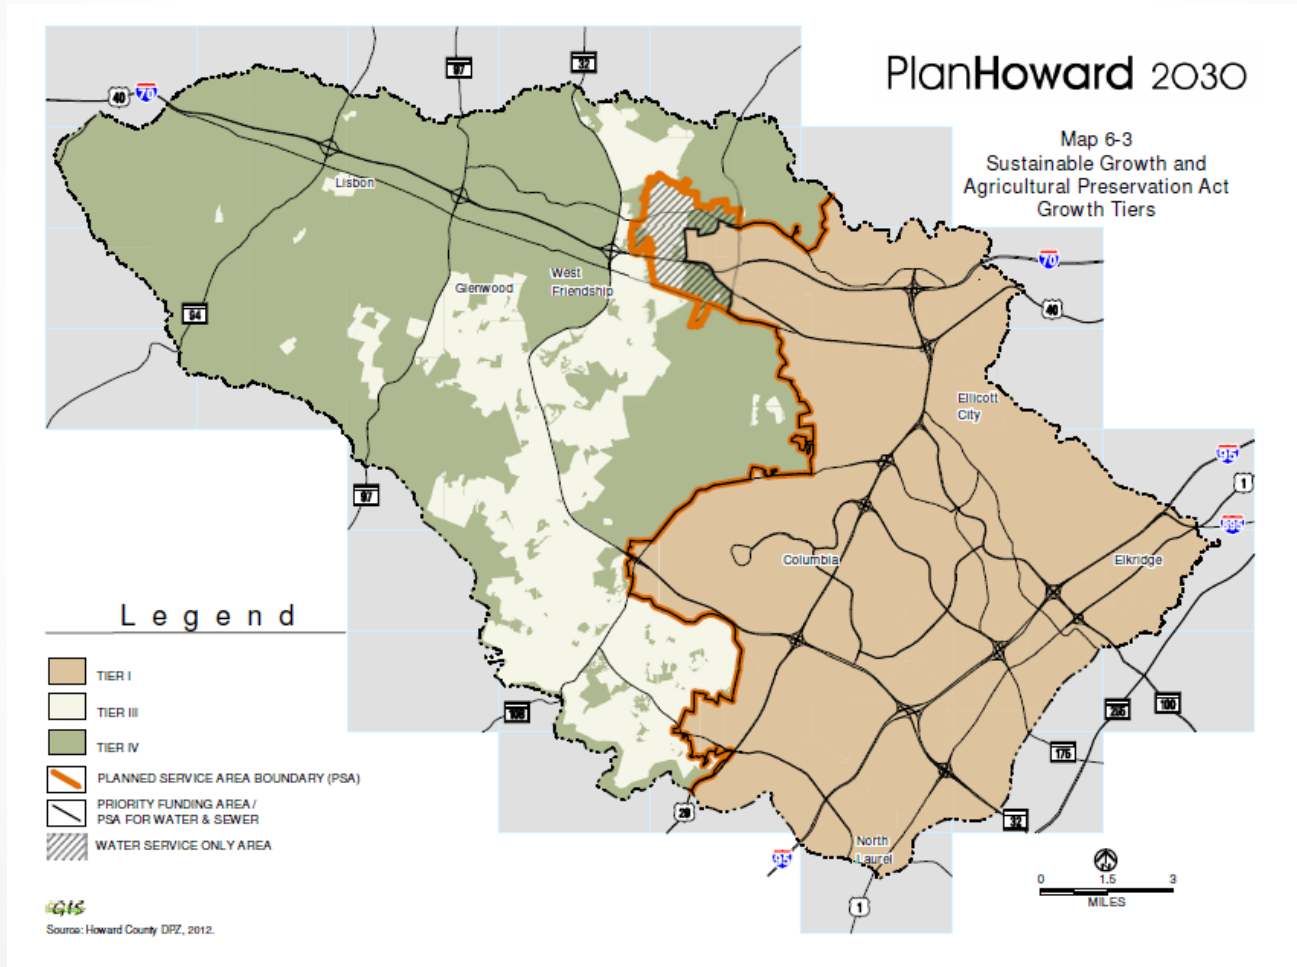 PlanHoward 2030
Map 6-3
Sustainable Growth and
Agricultural Preservation Act
Growth Tiers
97
32
40
70
Lisbon
94
Glenwood
West
Friendship
70
40
Ellicott
City
95
1
895
97
Columbia
Elkridge
108
100
175
29
32
North
Laurel
95
1
Legend
TIER I
TIER III
TIER IV
PLANNED SERVICE AREA BOUNDARY (PSA)
PRIORITY FUNDING AREA/
PSA FOR WATER & SEWER
WATER SERVICE ONLY AREA
0 1.5 3
MILES
GIS
Source: Howard County DPZ, 2012.